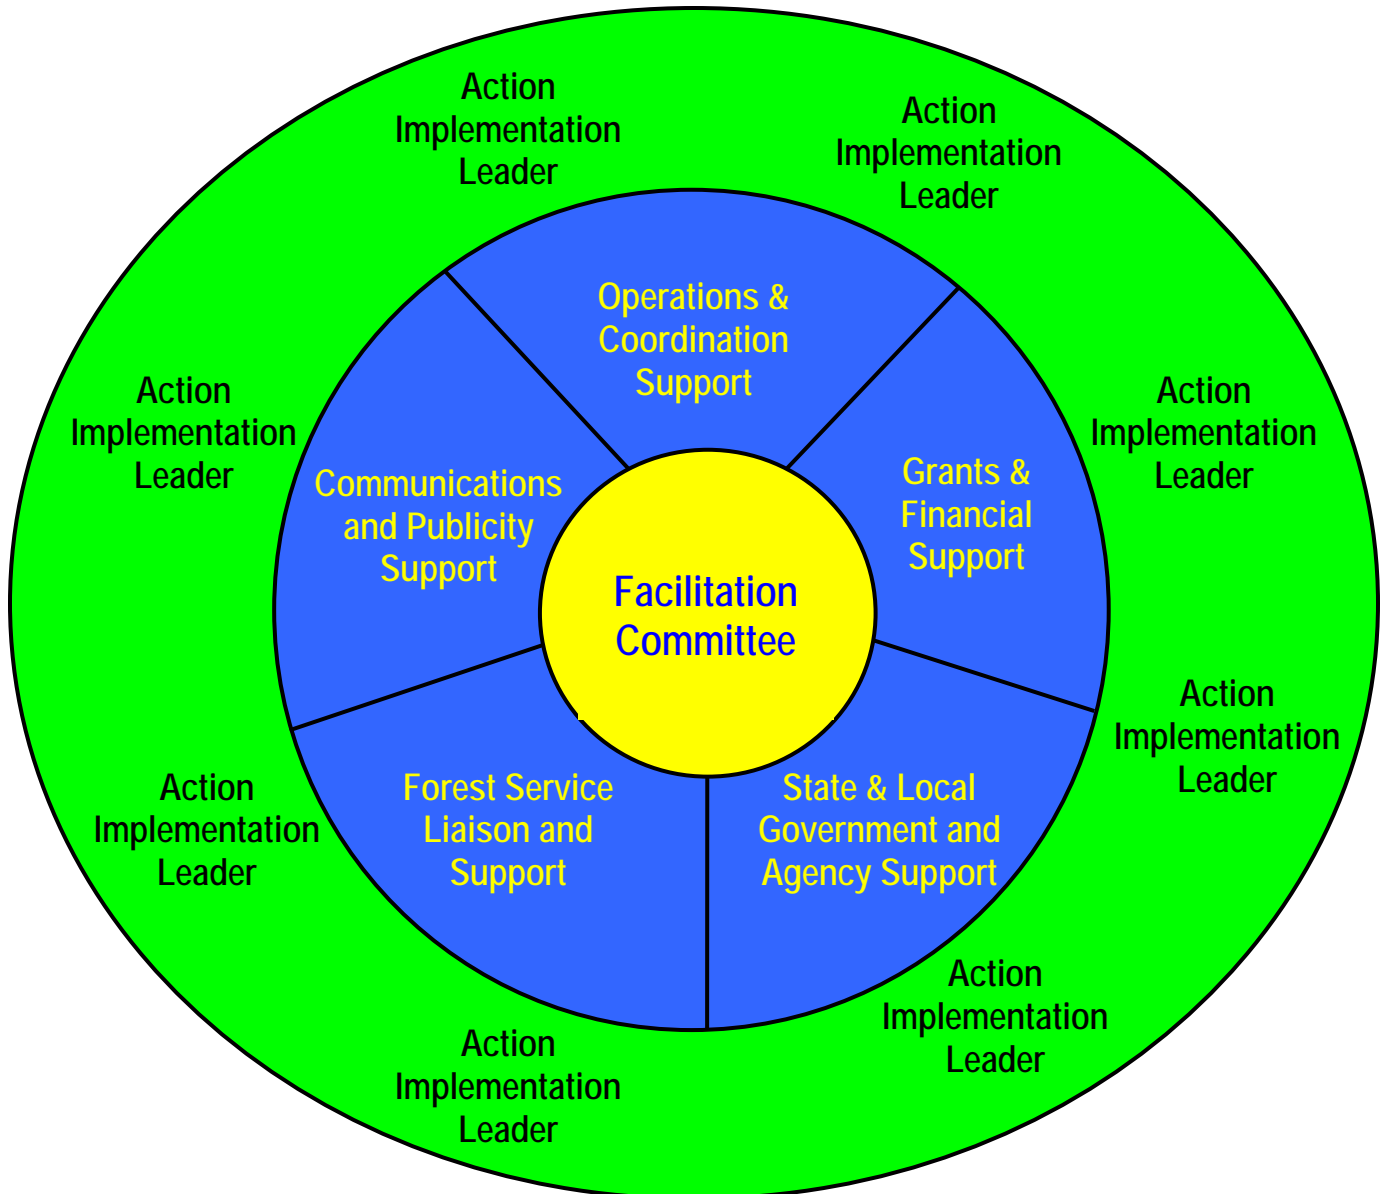 Action
Implementation
Leader
Action
Implementation
Leader
Operations &
Coordination
Support
Action
Implementation
Leader
Action
Implementation
Leader
Communications
and Publicity
Support
Grants &
Financial
Support
Facilitation
Committee
Action
Implementation
Leader
Action
Implementation
Leader
Forest Service
Liaison and
Support
State & Local
Government and
Agency Support
Action
Implementation
Leader
Action
Implementation
Leader